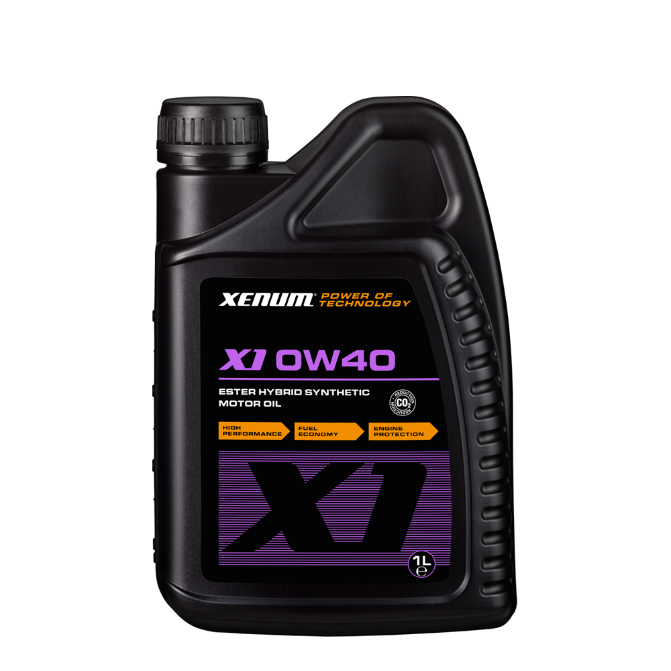 XENUM® POWER OF
TECHNOLOGY
X1 0W40
ESTER HYBRID SYNTHETIC
MOTOR OIL
CO2
HIGH
PERFORMANCE
FUEL
ECONOMY
ENGINE
PROTECTION
X1
1L
e